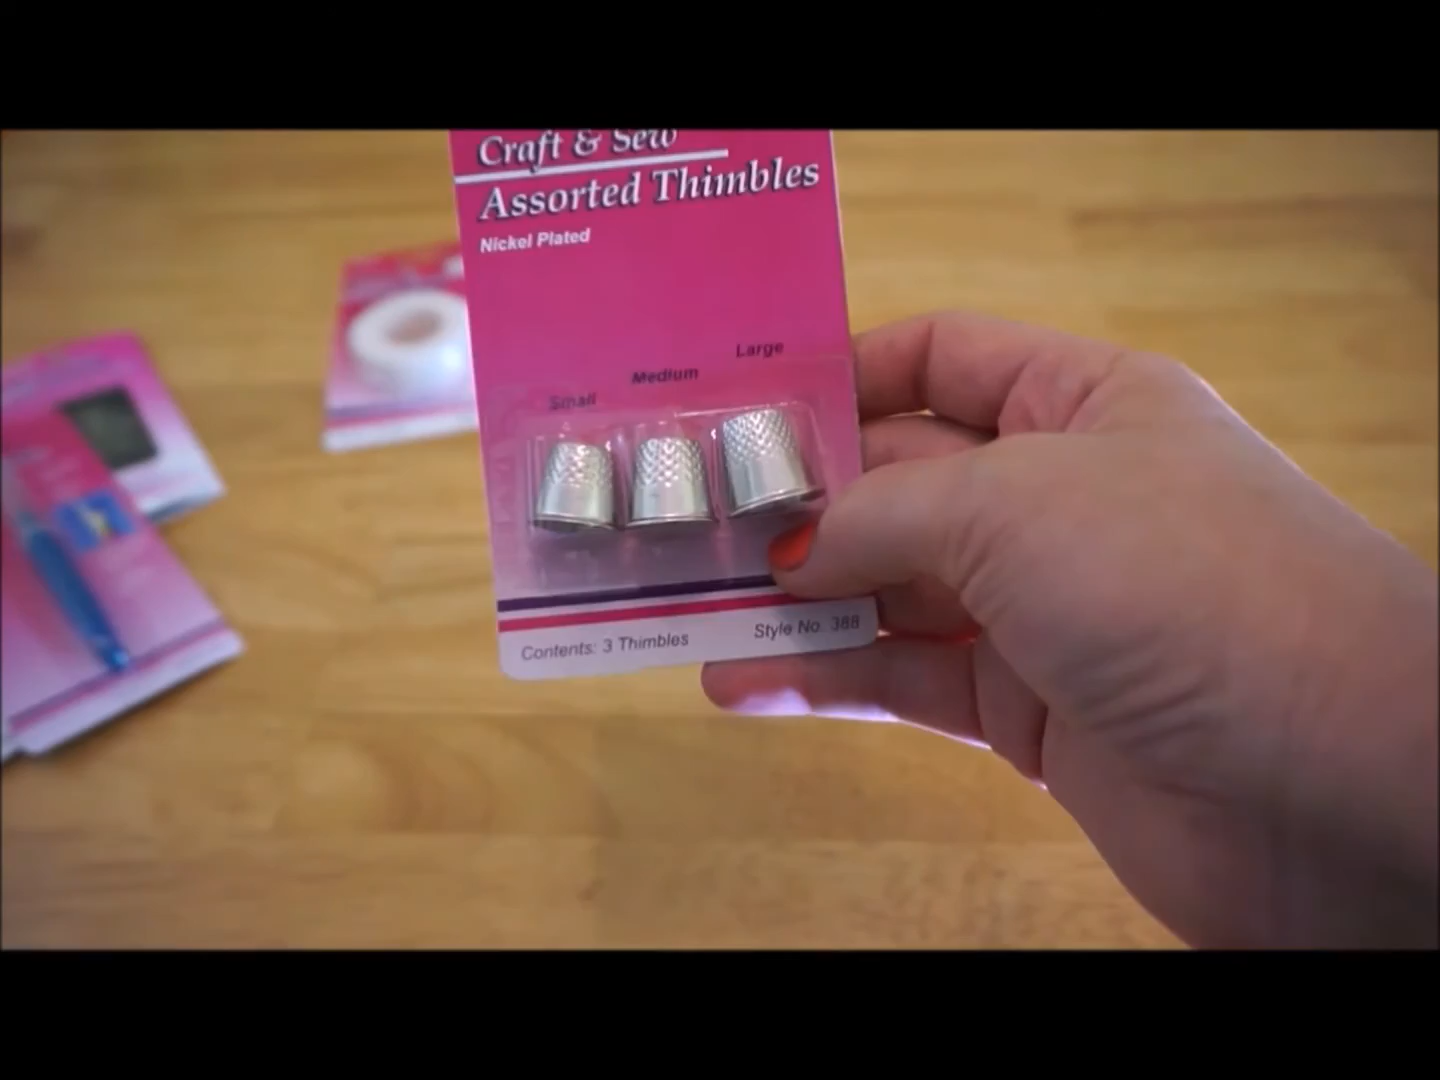 Craft & Sew
Assorted Thimbles
Nickel Plated
Large
Medium
Small
Contents: 3 Thimbles
Style No. 388